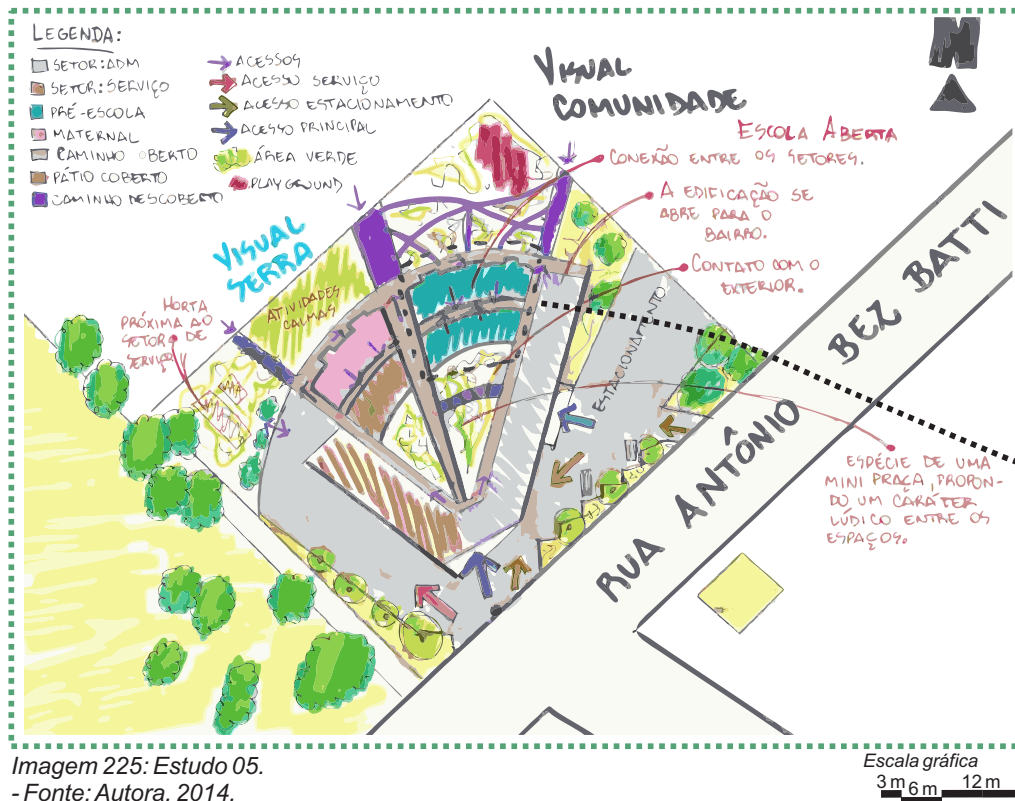 LEGENDA:
SETOR: ADM
SETOR: SERVIÇO
PRÉ-ESCOLA
MATERNAL
CAMINHO OBERTO
PÁTIO COBERTO
CAMINHO DESCOBERTO
ACESSOS
ACESSO SERVIÇO
ACESSO ESTACIONAMENTO
ACESSO PRINCIPAL
ÁREA VERDE
PLAYGROUND
VISUAL
COMUNIDADE
N
ESCOLA ABERTA
CONEXÃO ENTRE OS SETORES.
A EDIFICAÇÃO SE
ABRE PARA O
BAIRRO.
CONTATO COM O
EXTERIOR.
VISUAL
SERRA
ATIVIDADES
CALMAS
HORTA
PRÓXIMA AO
SETOR DE
SERVIÇO
ESTACIONAMENTO
RUA ANTÔNIO BEZ BATTI
ESPÉCIE DE UMA
MINI PRAÇA, PROPON-
DO UM CARÁTER
LÚDICO ENTRE OS
ESPAÇOS.
Imagem 225: Estudo 05.
- Fonte: Autora, 2014.
Escala gráfica
3 m 6 m 12 m